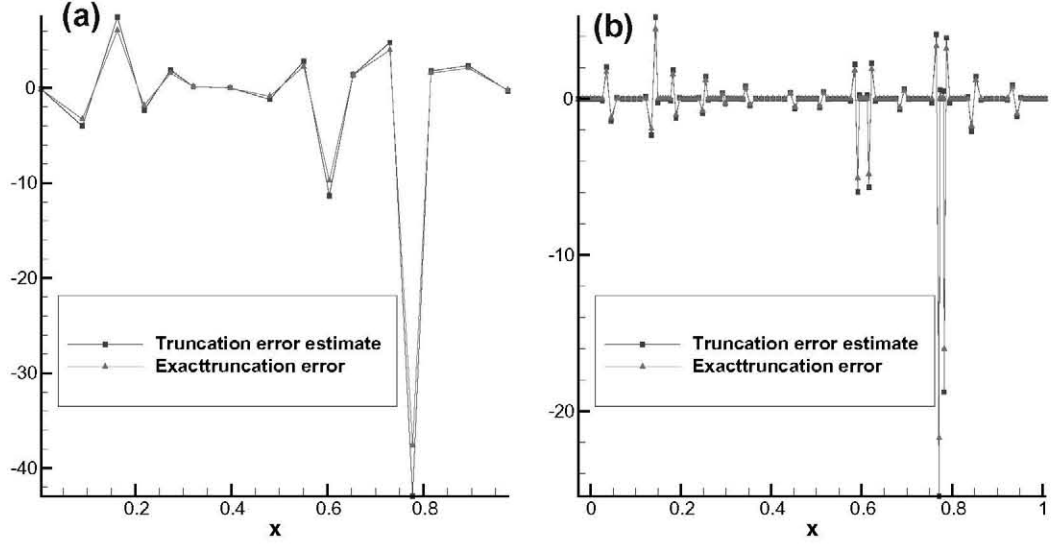 (a)
0
-10
-20
-30
-40
Truncation error estimate
Exacttruncation error
0.2
0.4
0.6
0.8
x
(b)
0
-10
-20
Truncation error estimate
Exacttruncation error
0
0.2
0.4
0.6
0.8
1
x